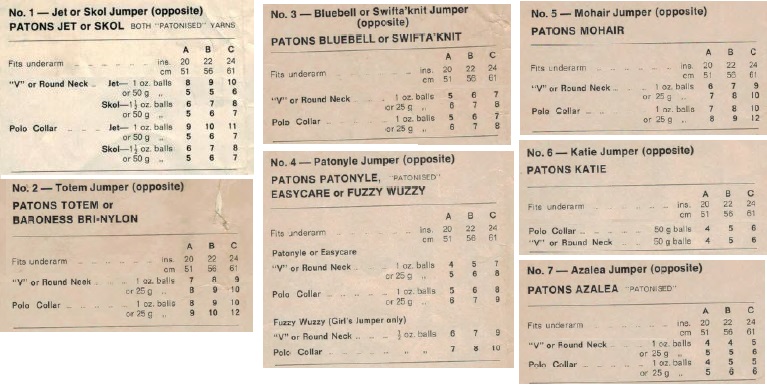 No. 1 — Jet or Skol Jumper (opposite)
PATONS JET or SKOL BOTH "PATONISED" YARNS
A B C
Fits underarm ins. 20 22 24
cm 51 56 61
"V" or Round Neck Jet— 1 oz. balls 8 9 10
or 50 g „ 5 5 6
Skol—1½ oz. balls 6 7 8
or 50 g „ 5 6 7
Polo Collar Jet— 1 oz. balls 9 10 11
or 50 g „ 5 6 7
Skol—1½ oz. balls 6 7 8
or 50 g „ 5 6 7
No. 2 — Totem Jumper (opposite)
PATONS TOTEM or
BARONESS BRI-NYLON
A B C
Fits underarm ins. 20 22 24
cm 51 56 61
"V" or Round Neck 1 oz. balls 7 8 9
or 25 g „ 8 9 10
Polo Collar 1 oz. balls 8 9 10
or 25 g „ 9 10 12
No. 3 — Bluebell or Swifta'knit Jumper
(opposite)
PATONS BLUEBELL or SWIFTA'KNIT
A B C
Fits underarm ins. 20 22 24
cm 51 56 61
"V" or Round Neck 1 oz. balls 5 6 7
or 25 g „ 6 7 8
Polo Collar 1 oz. balls 5 6 7
or 25 g „ 6 7 8
No. 4 — Patonyle Jumper (opposite)
PATONS PATONYLE, "PATONISED"
EASYCARE or FUZZY WUZZY
A B C
Fits underarm ins. 20 22 24
cm 51 56 61
Patonyle or Easycare
"V" or Round Neck 1 oz. balls 4 5 7
or 25 g „ 5 6 8
Polo Collar 1 oz. balls 5 6 8
or 25 g „ 6 7 9
Fuzzy Wuzzy (Girl's Jumper only)
"V" or Round Neck ½ oz. balls 6 7 9
Polo Collar „ „ 7 8 10
No. 5 — Mohair Jumper (opposite)
PATONS MOHAIR
A B C
Fits underarm ins. 20 22 24
cm 51 56 61
"V" or Round Neck 1 oz. balls 6 7 9
or 25 g „ 7 8 10
Polo Collar 1 oz. balls 7 8 10
or 25 g „ 8 9 12
No. 6 — Katie Jumper (opposite)
PATONS KATIE
A B C
Fits underarm ins. 20 22 24
cm 51 56 61
Polo Collar 50 g balls 4 5 6
"V" or Round Neck 50 g balls 4 5 6
No. 7 — Azalea Jumper (opposite)
PATONS AZALEA "PATONISED"
A B C
Fits underarm ins. 20 22 24
cm 51 56 61
"V" or Round Neck 1 oz. balls 4 4 5
or 25 g „ 5 5 6
Polo Collar 1 oz. balls 4 5 5
or 25 g „ 5 6 6